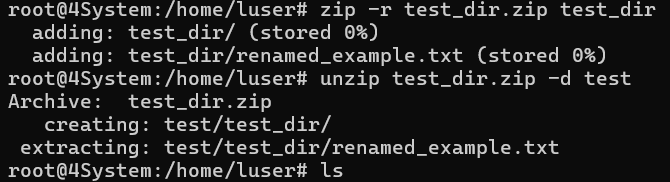 root@4System:/home/luser# zip -r test_dir.zip test_dir
  adding: test_dir/ (stored 0%)
  adding: test_dir/renamed_example.txt (stored 0%)
root@4System:/home/luser# unzip test_dir.zip -d test
Archive:  test_dir.zip
   creating: test/test_dir/
 extracting: test/test_dir/renamed_example.txt
root@4System:/home/luser# ls